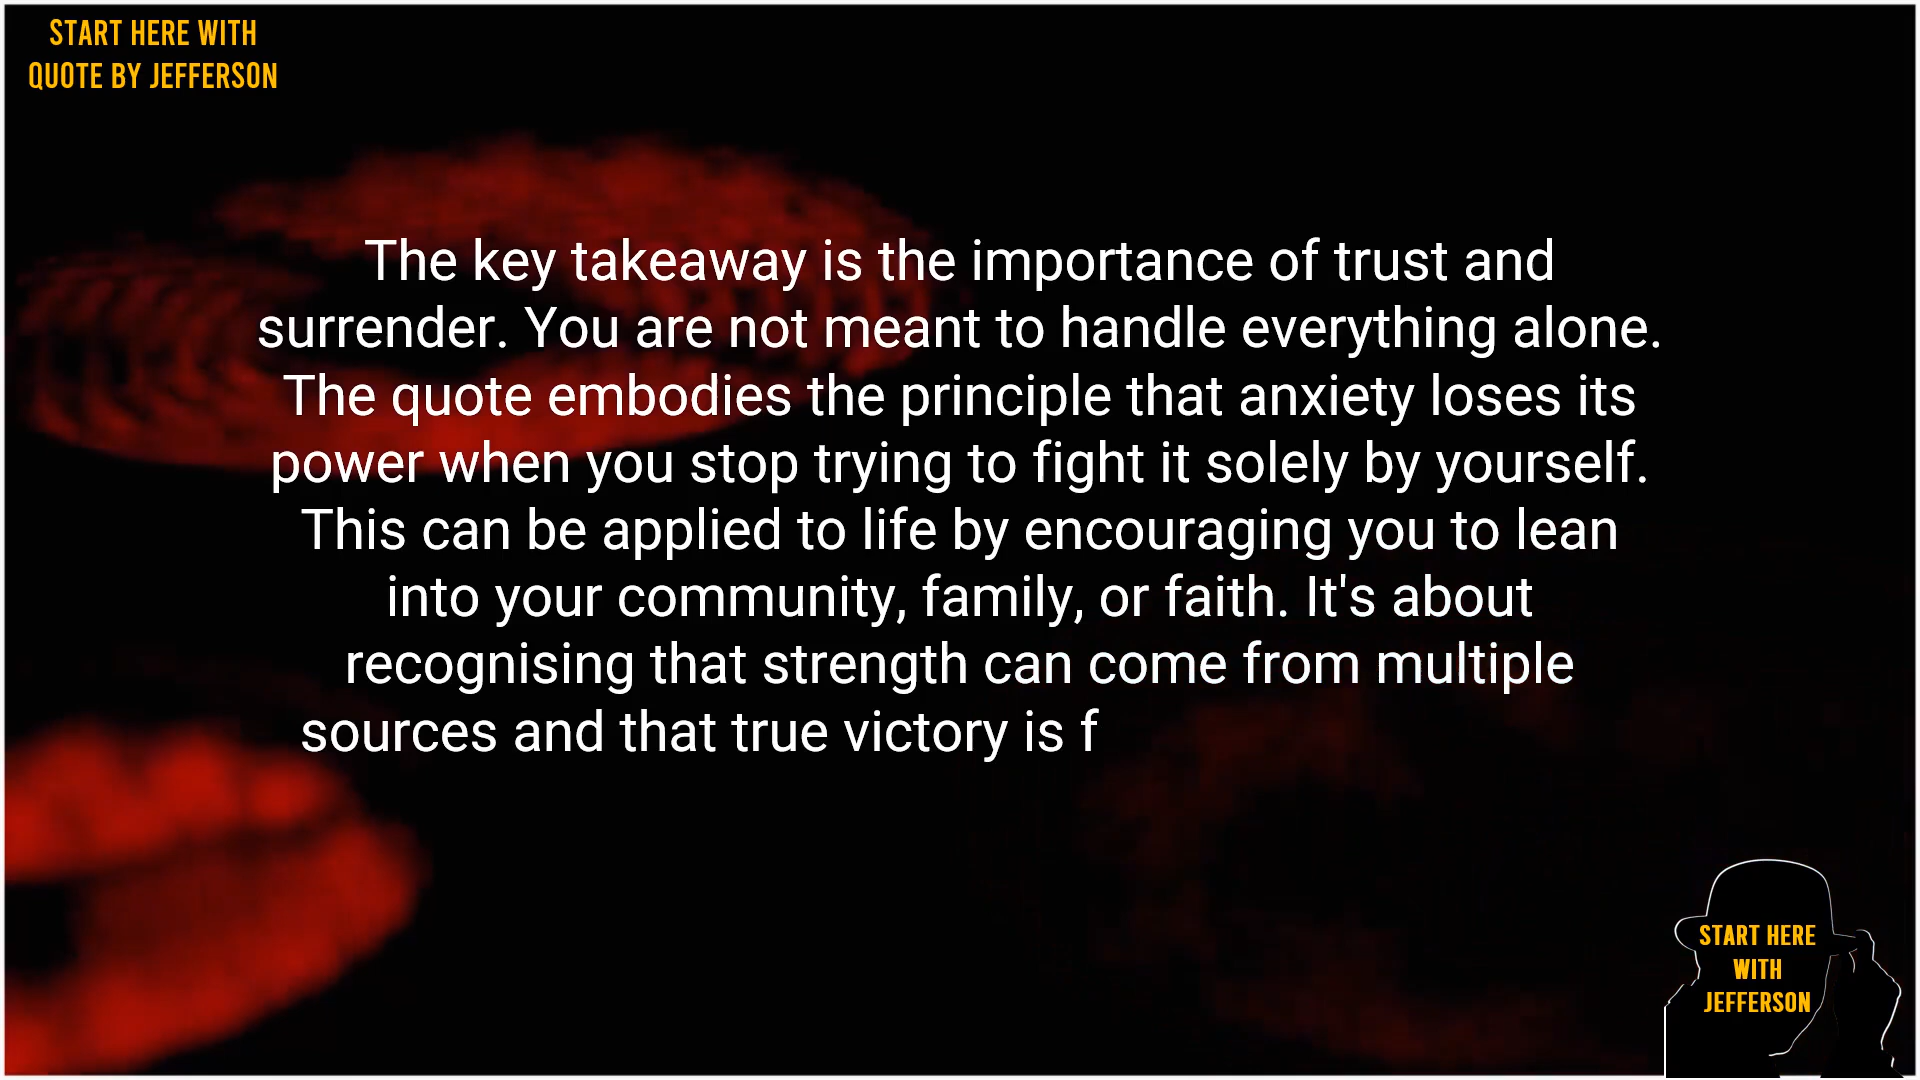 START HERE WITH
QUOTE BY JEFFERSON
The key takeaway is the importance of trust and
surrender. You are not meant to handle everything alone.
The quote embodies the principle that anxiety loses its
power when you stop trying to fight it solely by yourself.
This can be applied to life by encouraging you to lean
into your community, family, or faith. It's about
recognising that strength can come from multiple
sources and that true victory is f
START HERE
WITH
JEFFERSON